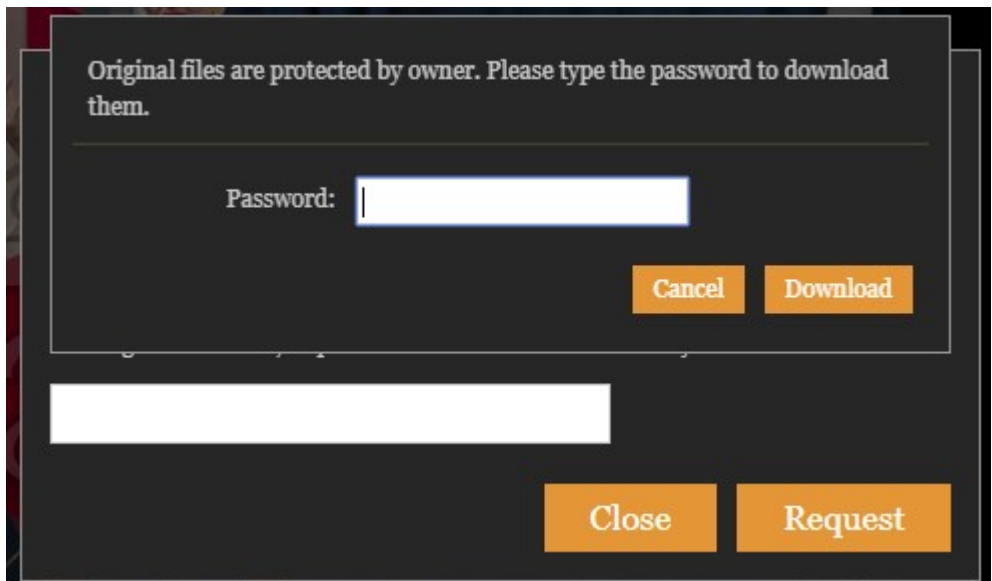 Original files are protected by owner. Please type the password to download
them.
Password:
Cancel Download
Close Request